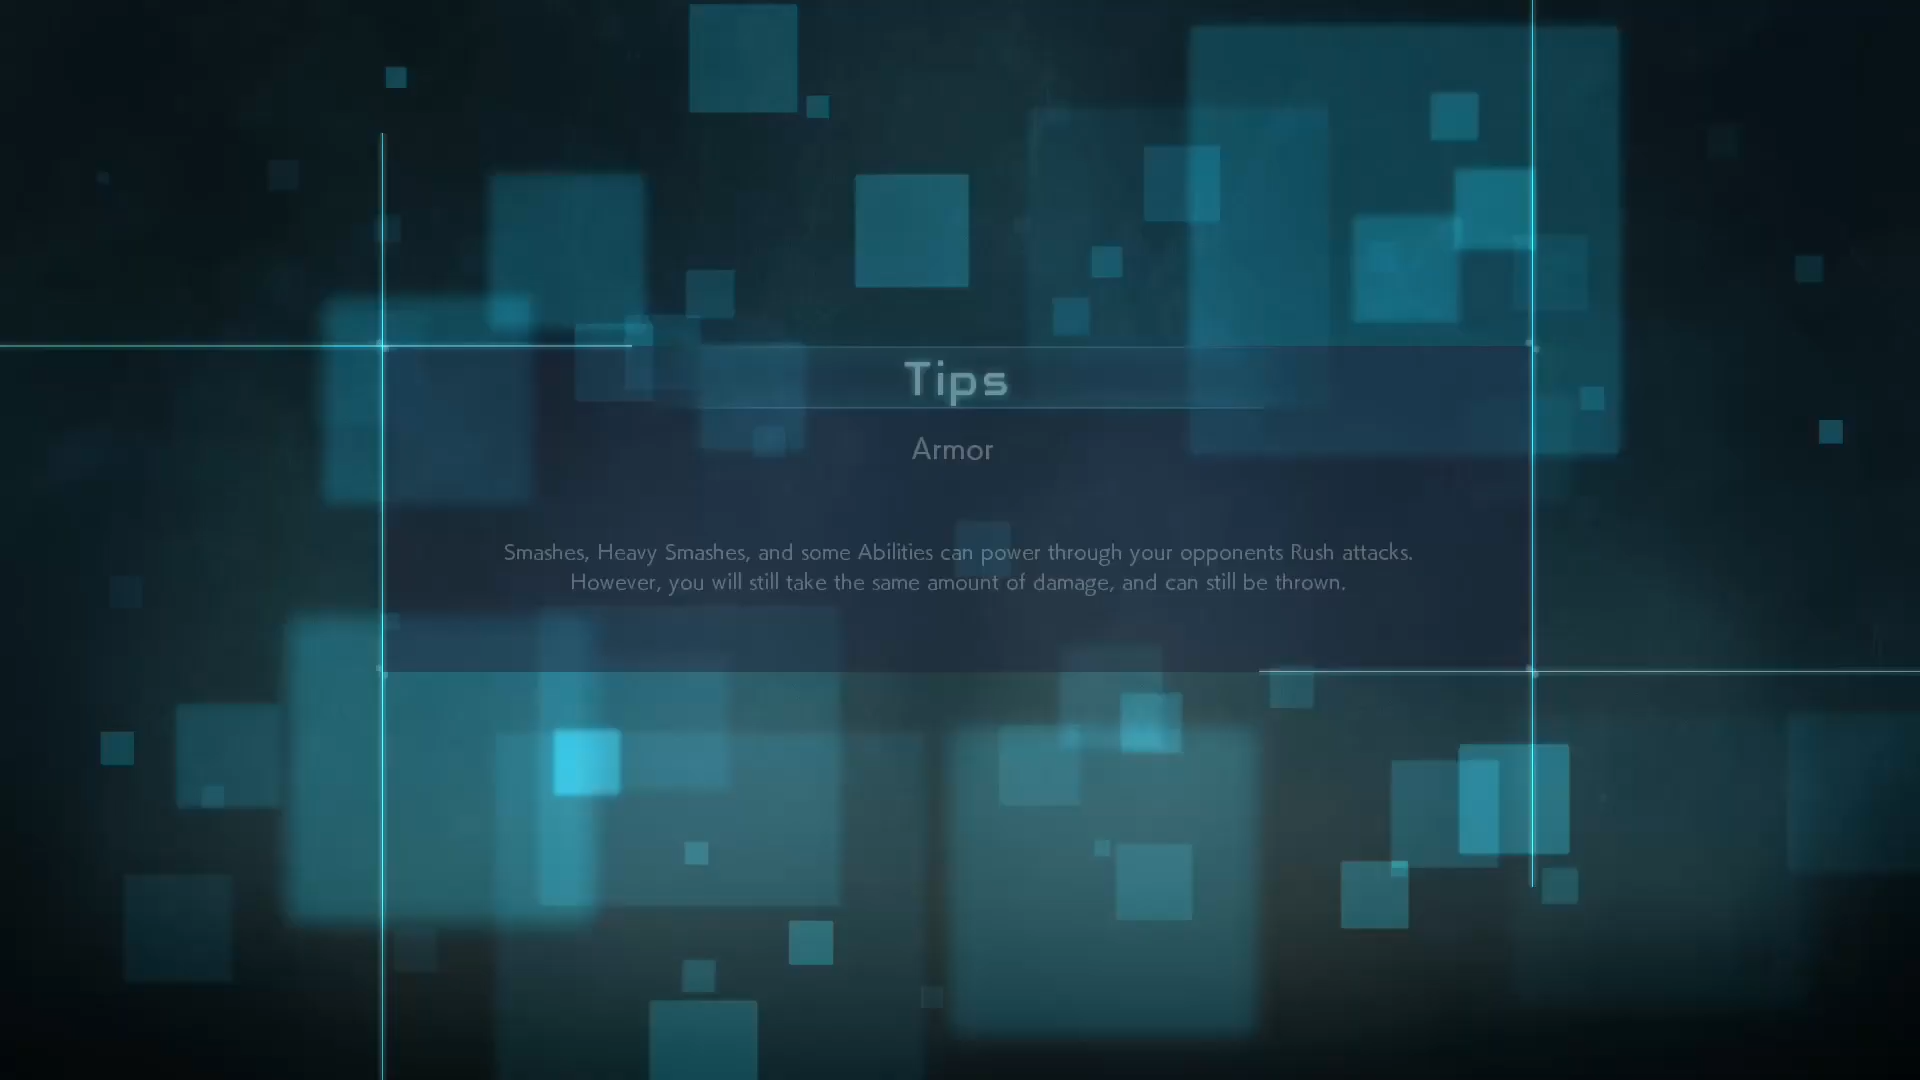 Tips
Armor
Smashes, Heavy Smashes, and some Abilities can power through your opponents Rush attacks.
However, you will still take the same amount of damage, and can still be thrown.